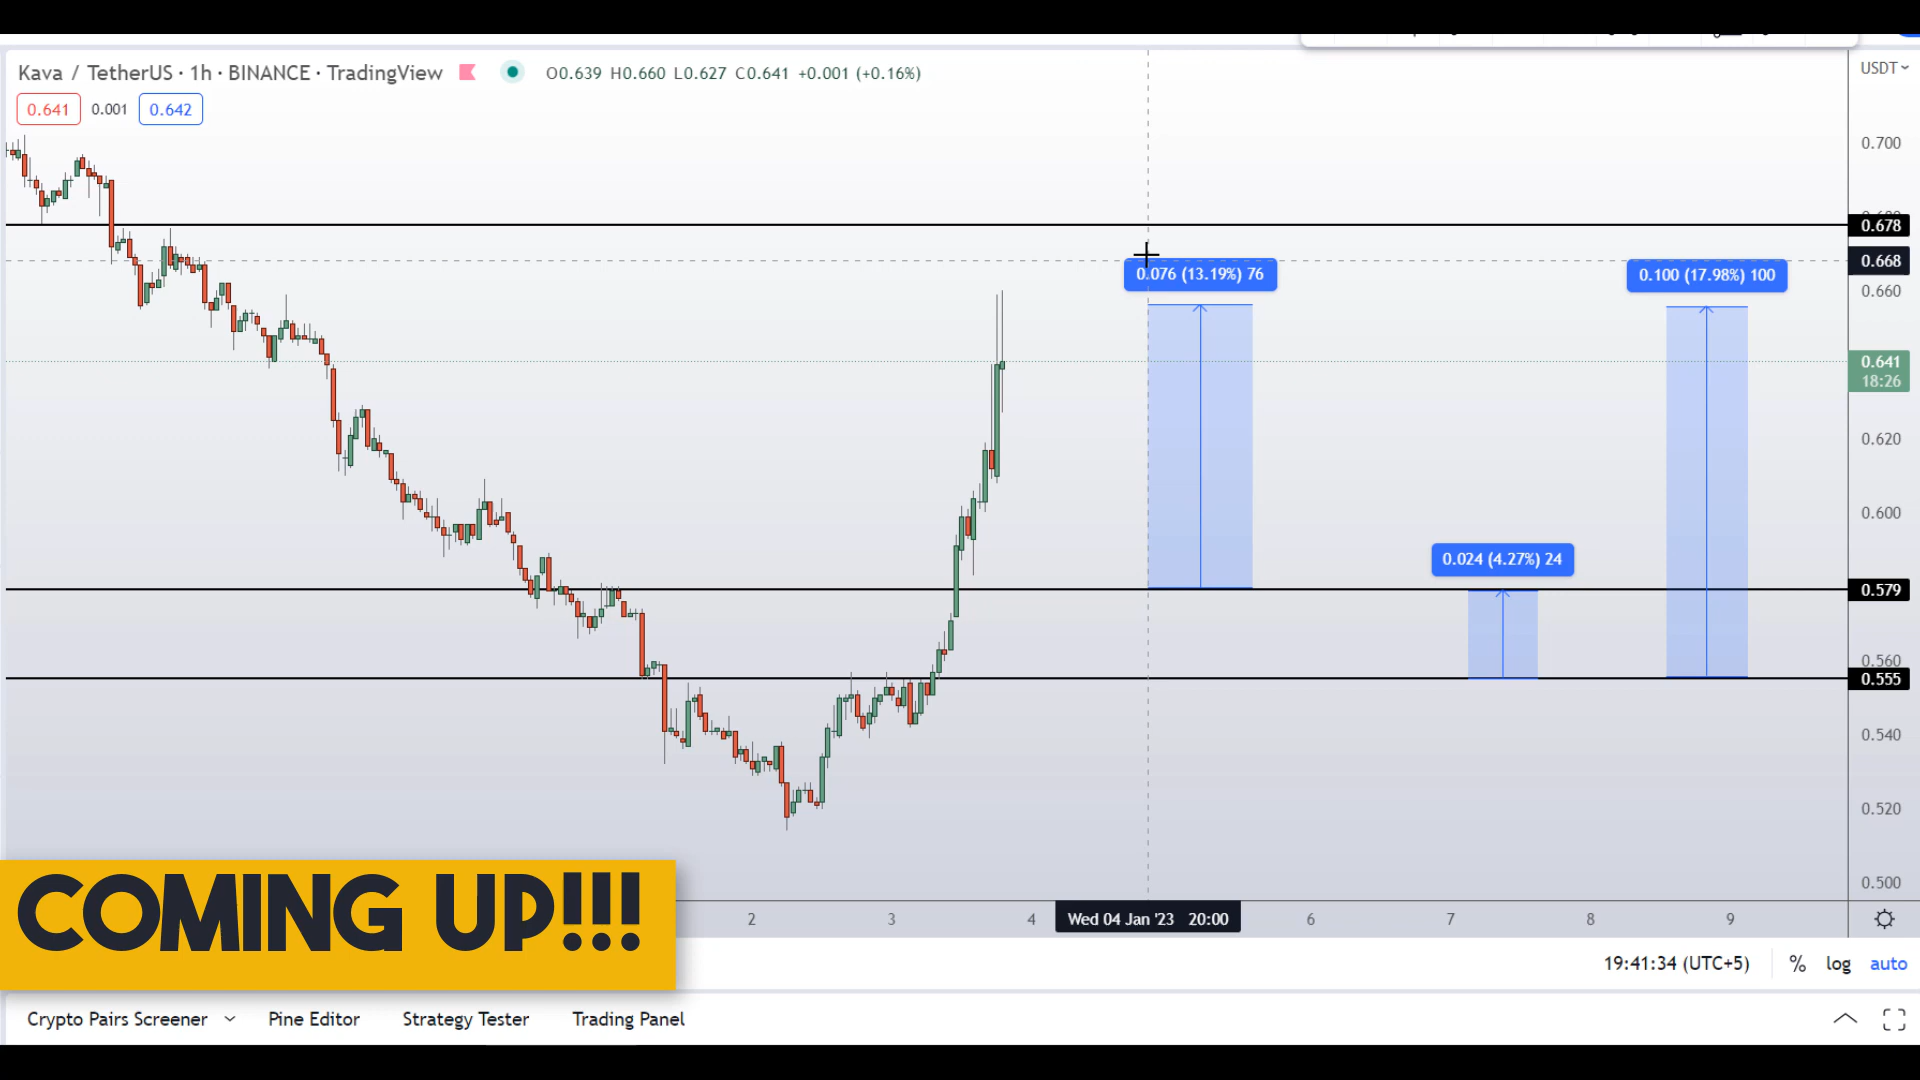 Kava / TetherUS · 1h · BINANCE · TradingView O0.639 H0.660 L0.627 C0.641 +0.001 (+0.16%)
USDT
0.641 0.001 0.642
0.700
0.678
0.668
0.076 (13.19%) 76
0.100 (17.98%) 100
0.660
0.641
18:26
0.620
0.600
0.024 (4.27%) 24
0.579
0.560
0.555
0.540
0.520
0.500
COMING UP!!!
2 3 4 Wed 04 Jan '23 20:00 6 7 8 9
19:41:34 (UTC+5) % log auto
Crypto Pairs Screener Pine Editor Strategy Tester Trading Panel